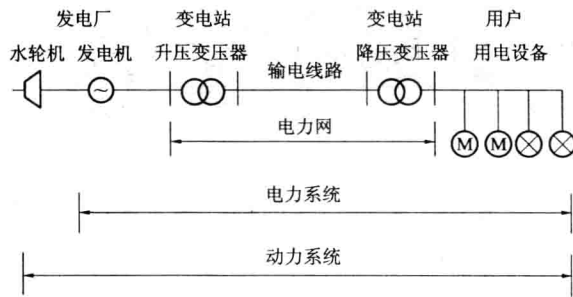 发电厂 变电站 变电站 用户
水轮机 发电机 升压变压器 输电线路 降压变压器 用电设备
~
电力网
M M
电力系统
动力系统